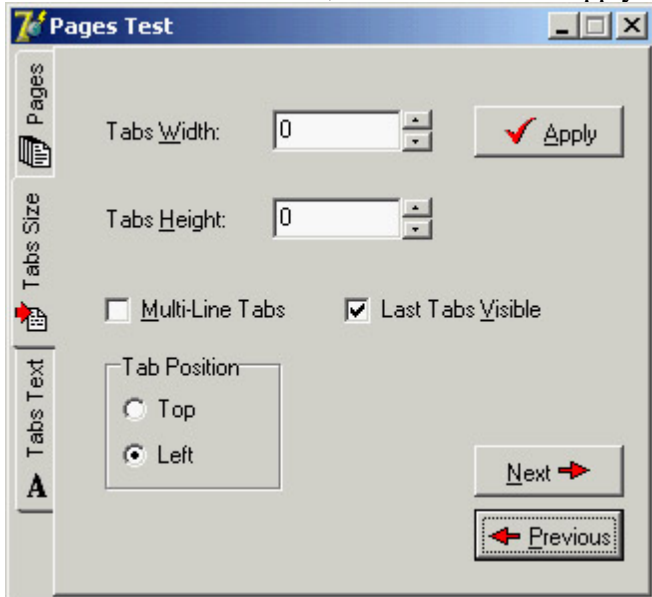 Apply
Pages Test
Pages
Tabs Width:
0
Apply
Tabs Size
Tabs Height:
0
Multi-Line Tabs
Last Tabs Visible
Tabs Text
Tab Position
Top
Left
A
Next
Previous